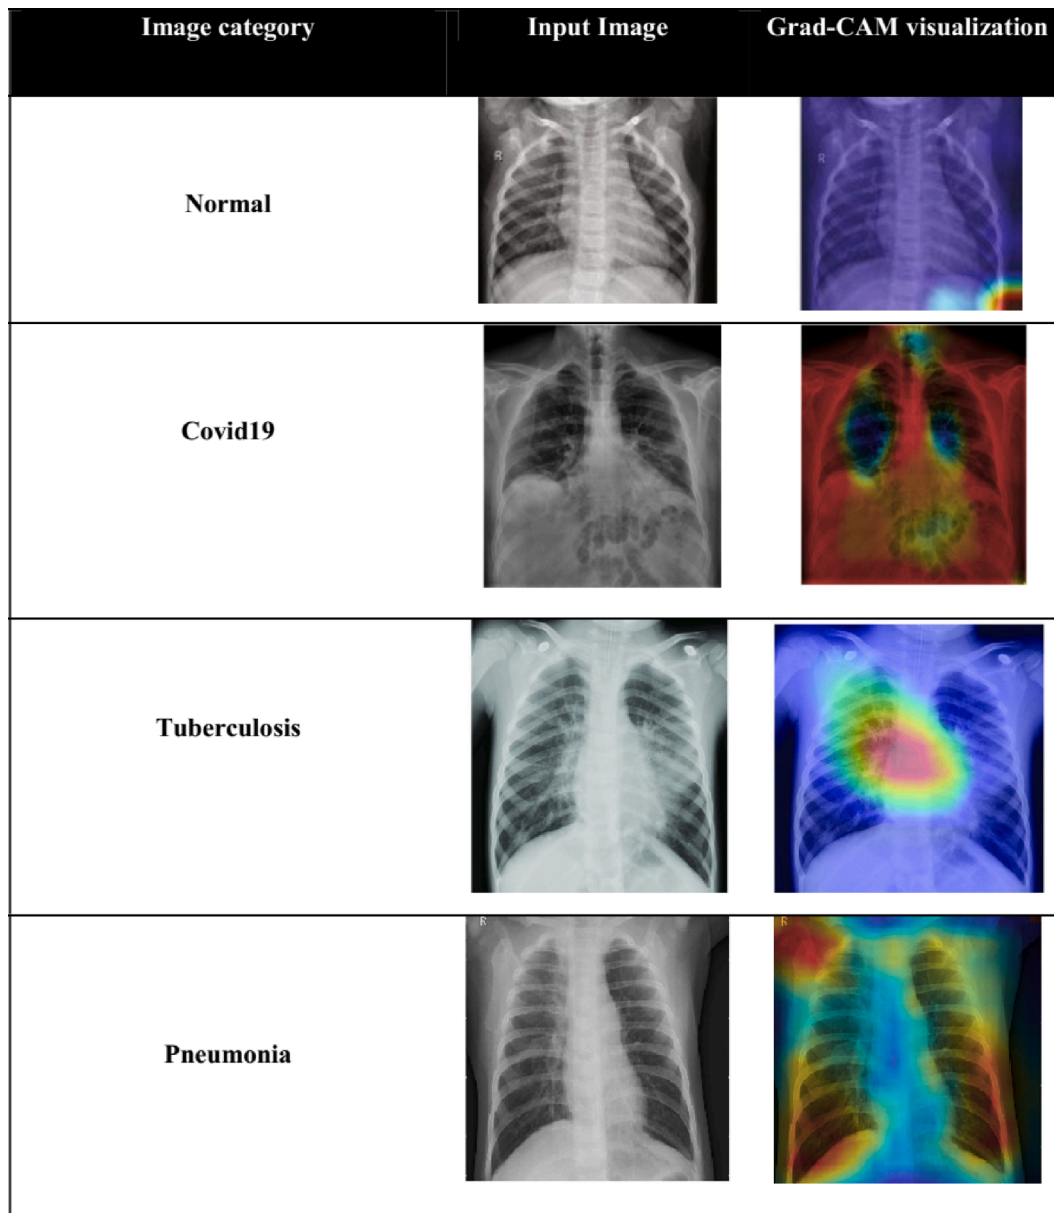 Image category Input Image Grad-CAM visualization
Normal
R
R
Covid19
Tuberculosis
Pneumonia
R
R